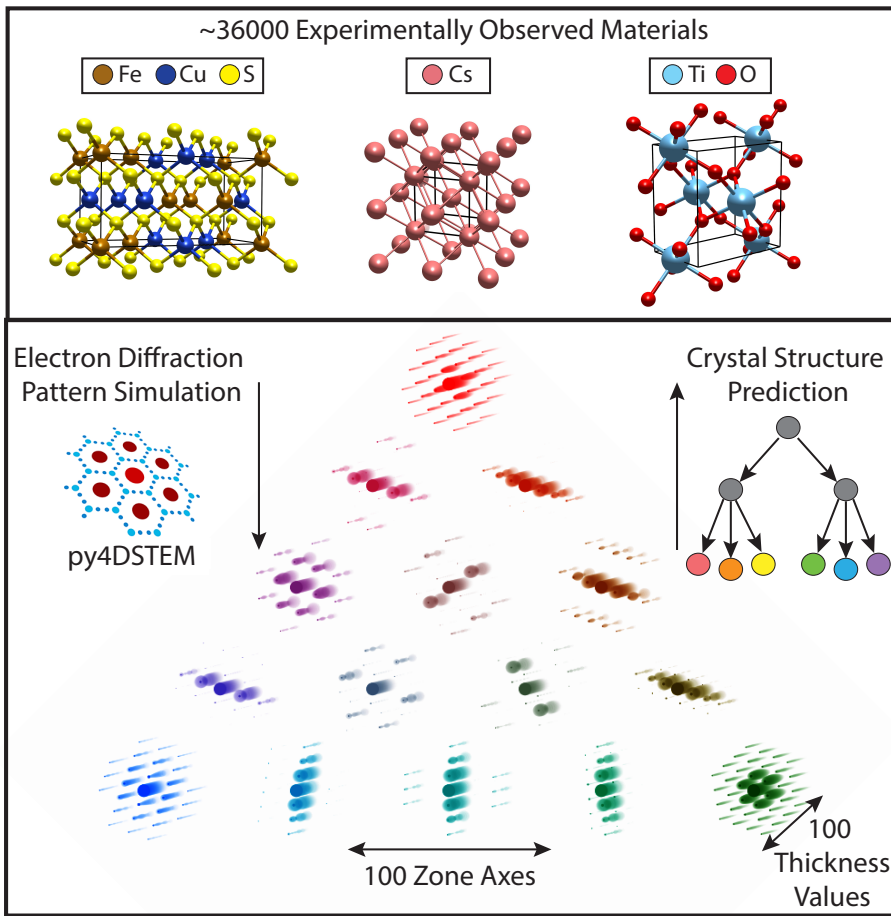 ~36000 Experimentally Observed Materials
Fe Cu S
Cs
Ti O
Electron Diffraction
Pattern Simulation
py4DSTEM
Crystal Structure
Prediction
100 Zone Axes
100
Thickness
Values